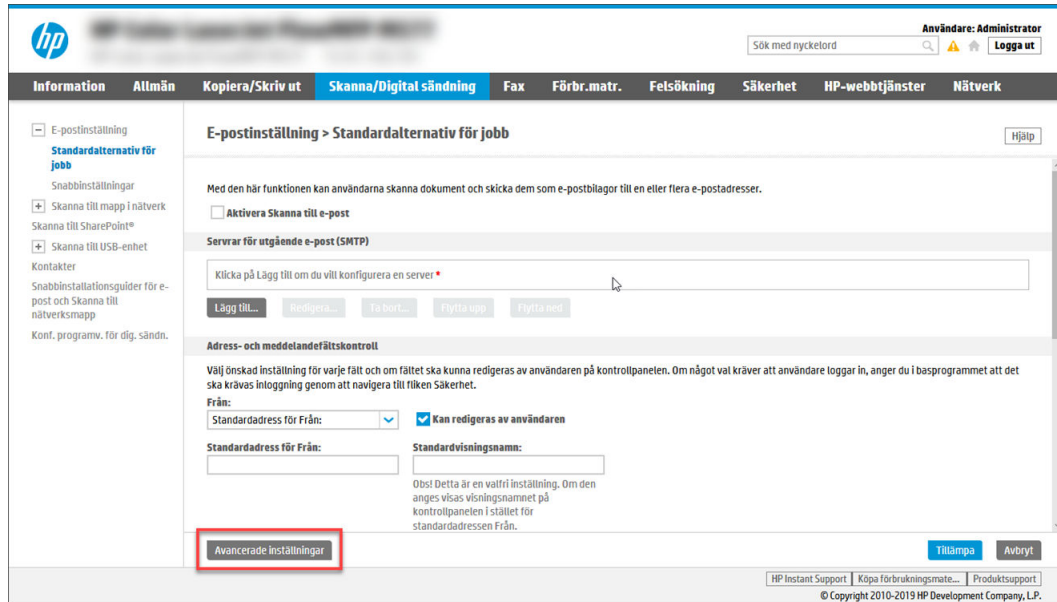 hp
Användare: Administrator
Sök med nyckelord
Logga ut
Information Allmän Kopiera/Skriv ut Skanna/Digital sändning Fax Förbr.matr. Felsökning Säkerhet HP-webbtjänster Nätverk
E-postinställning
Standardalternativ för
jobb
Snabbinställningar
Skanna till mapp i nätverk
Skanna till SharePoint®
Skanna till USB-enhet
Kontakter
Snabbinstallationsguider för e-
post och Skanna till
nätverksmapp
Konf. programv. för dig. sändn.
E-postinställning > Standardalternativ för jobb
Hjälp
Med den här funktionen kan användarna skanna dokument och skicka dem som e-postbilagor till en eller flera e-postadresser.
Aktivera Skanna till e-post
Servrar för utgående e-post (SMTP)
Klicka på Lägg till om du vill konfigurera en server *
Lägg till... Redigera... Ta bort... Flytta upp Flytta ned
Adress- och meddelandefältskontroll
Välj önskad inställning för varje fält och om fältet ska kunna redigeras av användaren på kontrollpanelen. Om något val kräver att användare loggar in, anger du i basprogrammet att det
ska krävas inloggning genom att navigera till fliken Säkerhet.
Från:
Standardadress för Från:
Kan redigeras av användaren
Standardadress för Från: Standardvisningsnamn:
Obs! Detta är en valfri inställning. Om den
anges visas visningsnamnet på
kontrollpanelen i stället för
standardadressen Från.
Avancerade inställningar
Tillämpa Avbryt
HP Instant Support Köpa förbrukningsmate... Produktsupport
© Copyright 2010-2019 HP Development Company, L.P.